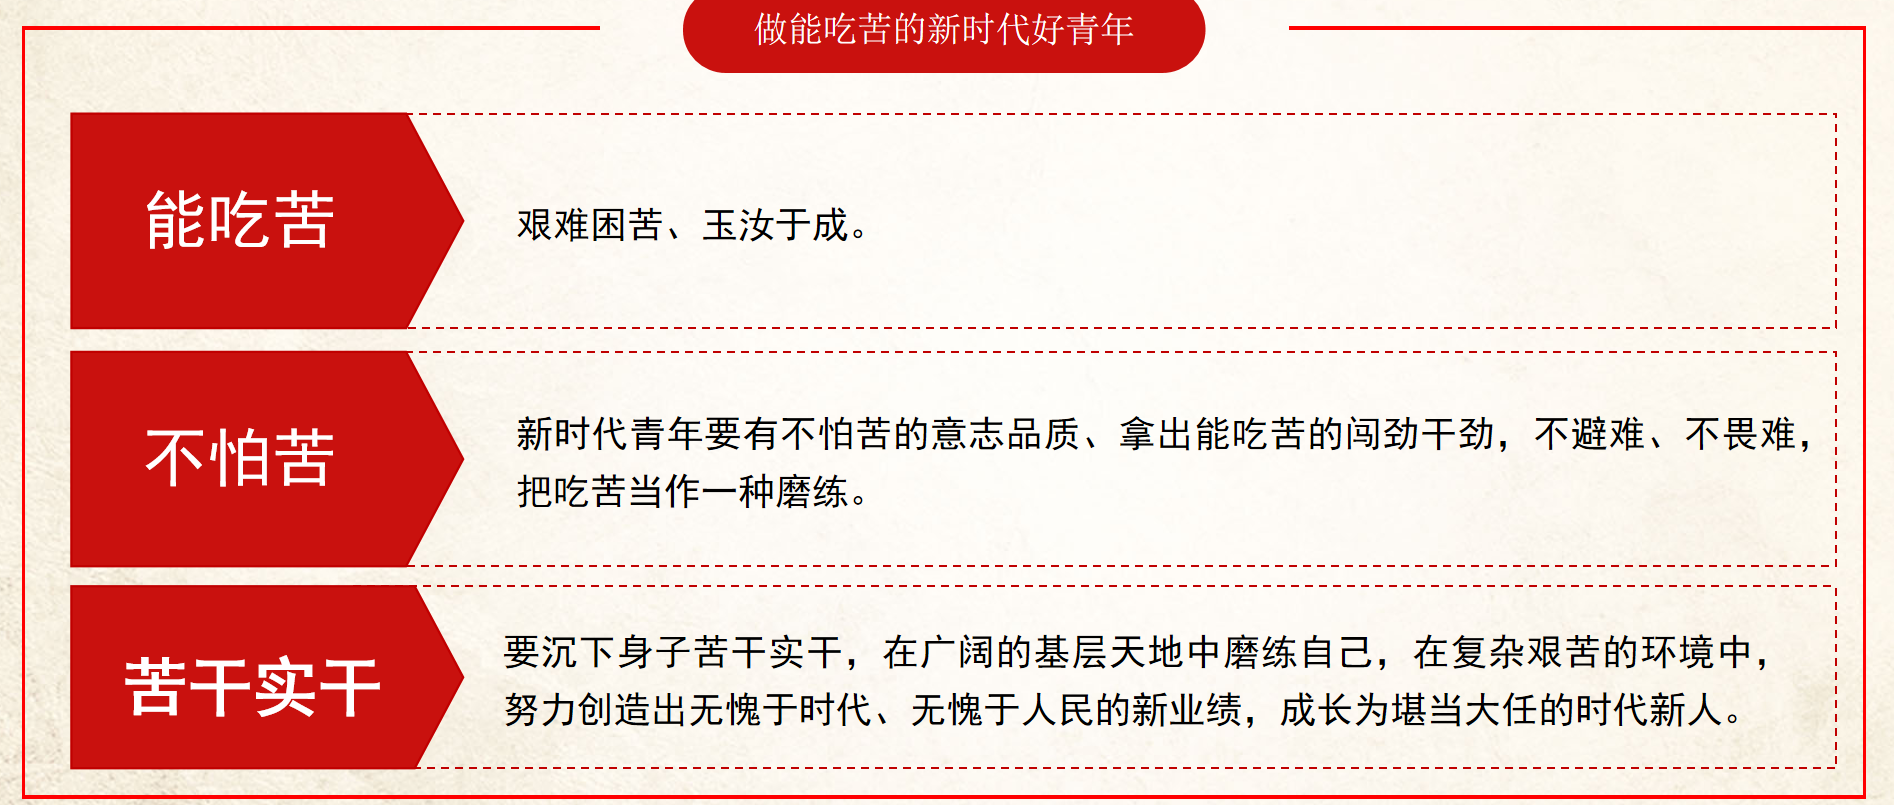 做能吃苦的新时代好青年
能吃苦
艰难困苦、玉汝于成。
不怕苦
新时代青年要有不怕苦的意志品质、拿出能吃苦的闯劲干劲，不避难、不畏难，
把吃苦当作一种磨练。
苦干实干
要沉下身子苦干实干，在广阔的基层天地中磨练自己，在复杂艰苦的环境中，
努力创造出无愧于时代、无愧于人民的新业绩，成长为堪当大任的时代新人。